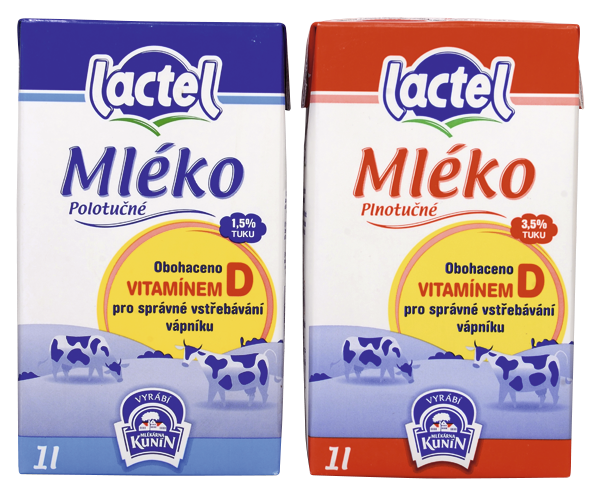 lactel
Mléko
Polotučné
1,5%
TUKU
Obohaceno
VITAMÍNEM D
pro správné vstřebávání
vápníku
VYRÁBÍ
MLÉKÁRNA
KUNÍN
1l
lactel
Mléko
Plnotučné
3,5%
TUKU
Obohaceno
VITAMÍNEM D
pro správné vstřebávání
vápníku
VYRÁBÍ
MLÉKÁRNA
KUNÍN
1l